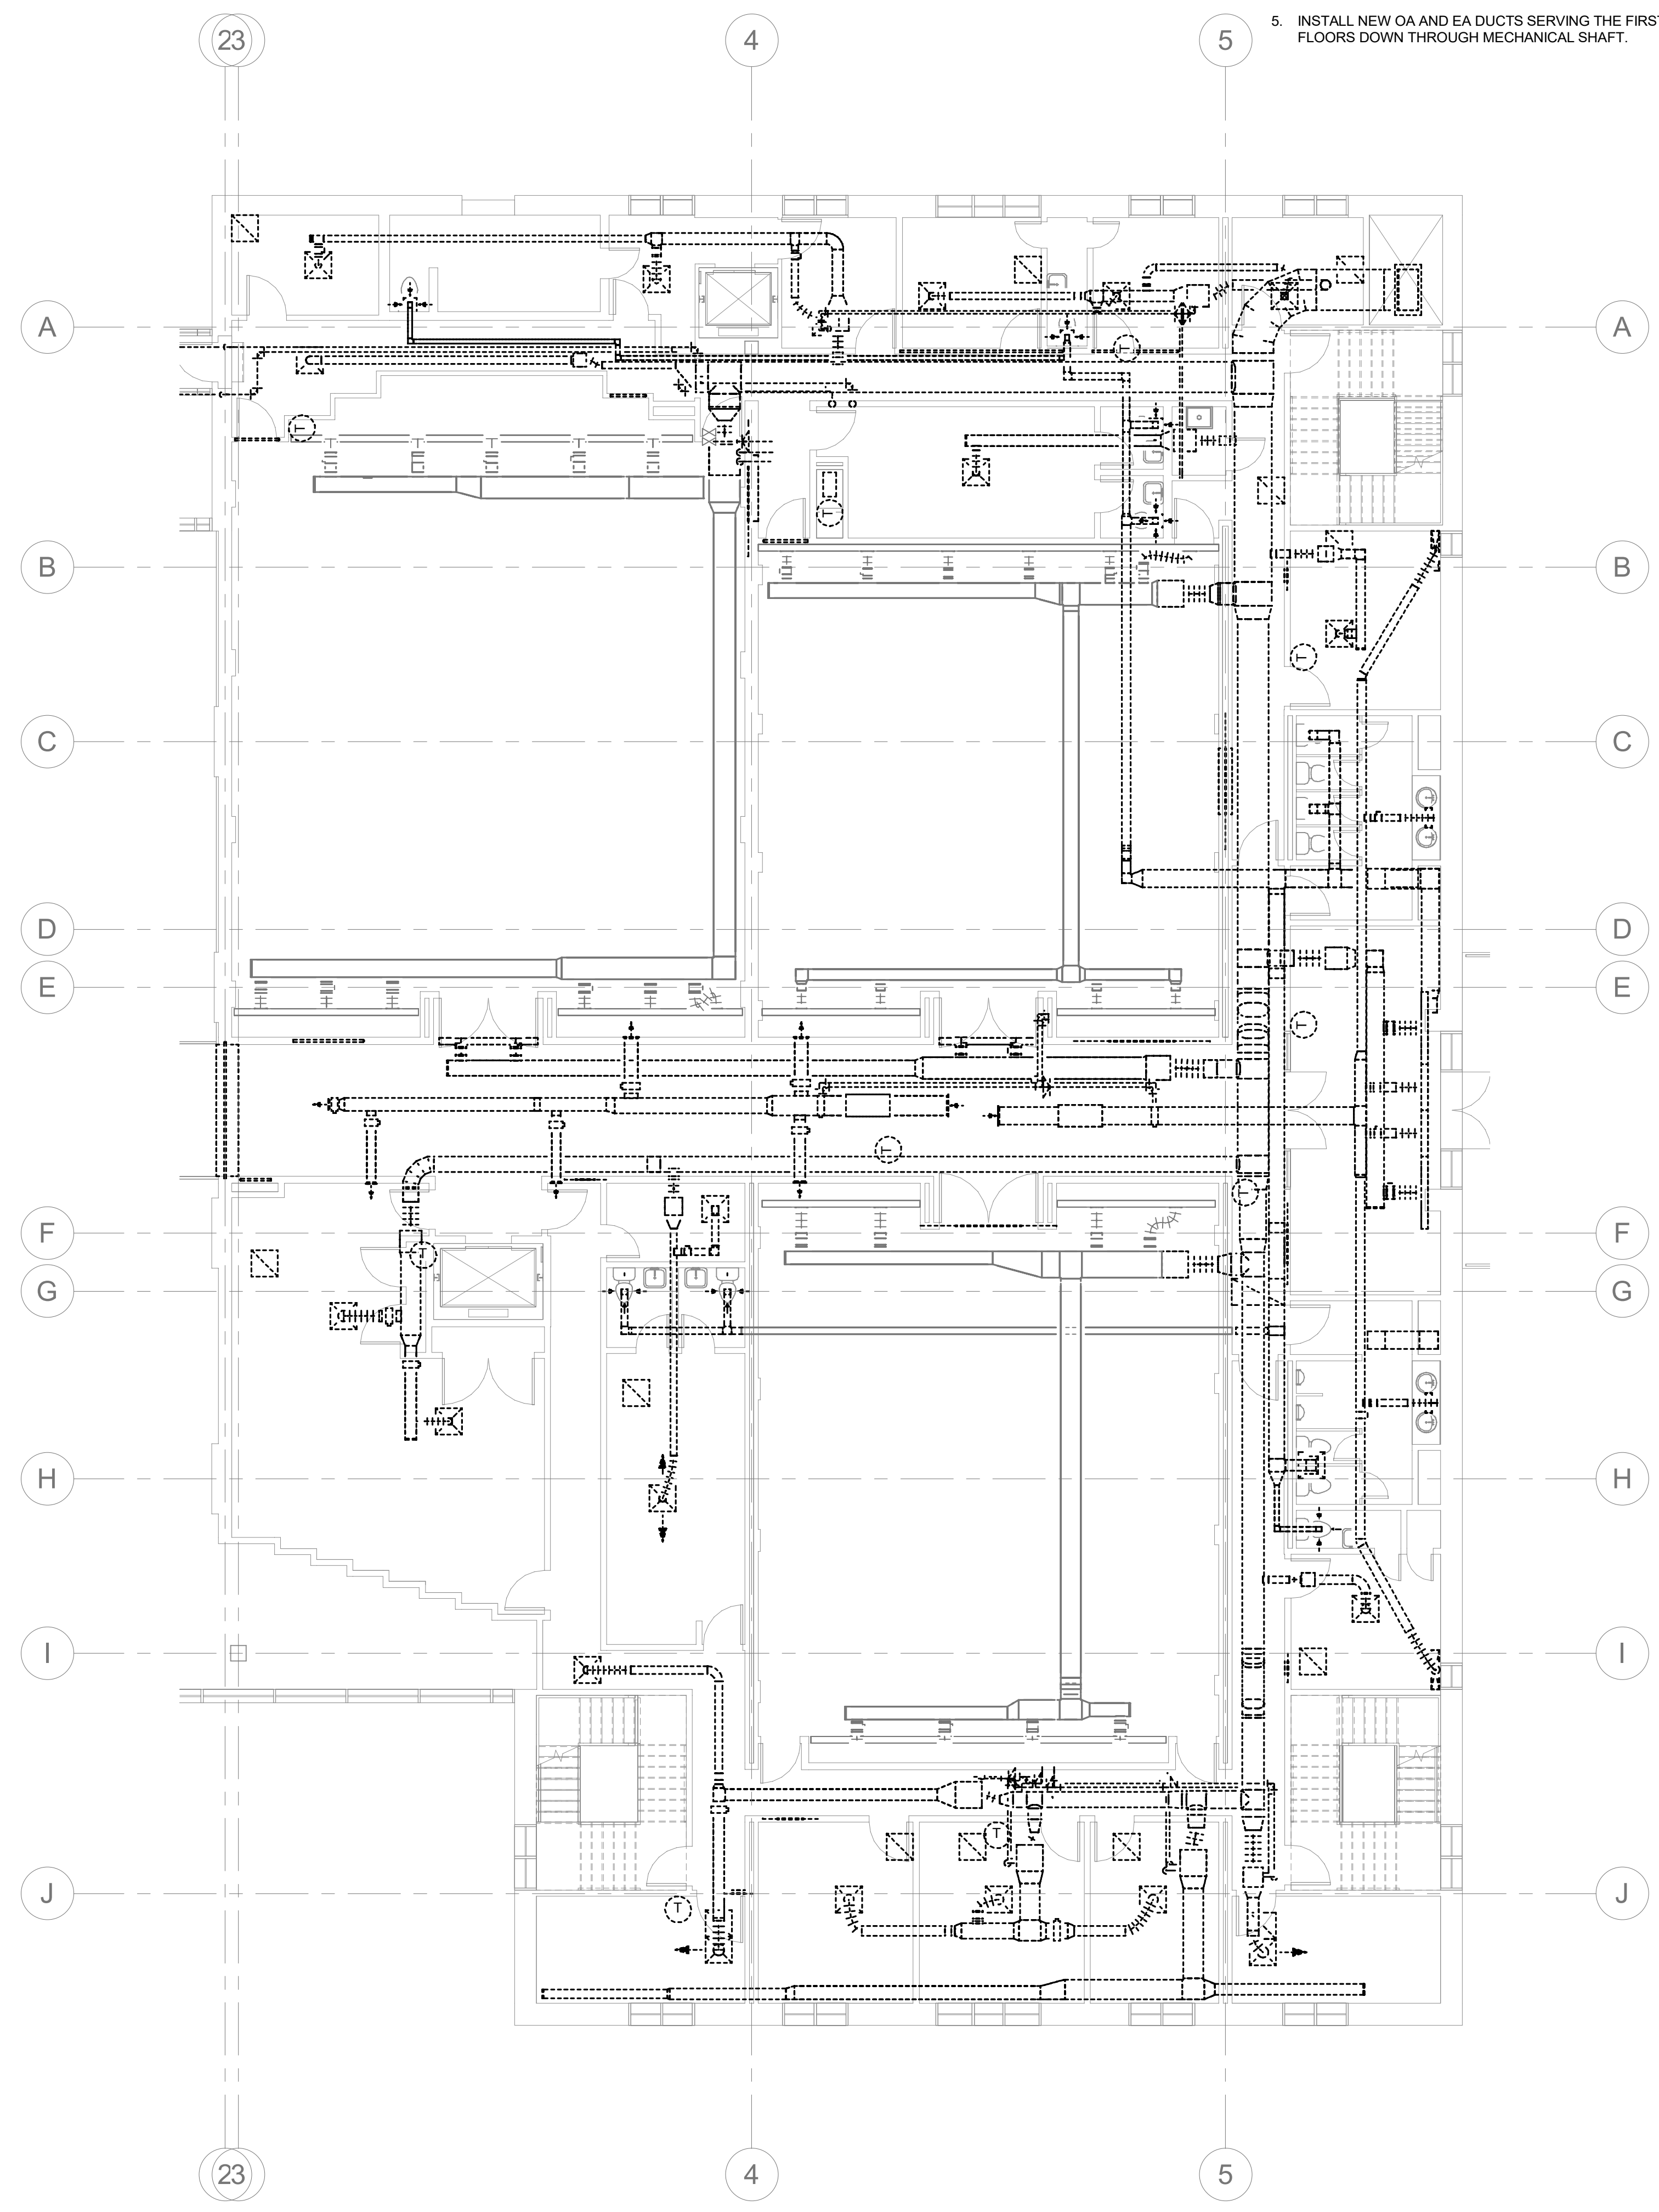 23
4
5
5. INSTALL NEW OA AND EA DUCTS SERVING THE FIRST
FLOORS DOWN THROUGH MECHANICAL SHAFT.
A
A
T
T
T
B
B
T
C
C
D
D
E
E
T
T
T
F
F
T
G
G
H
H
I
I
T
J
J
T
23
4
5